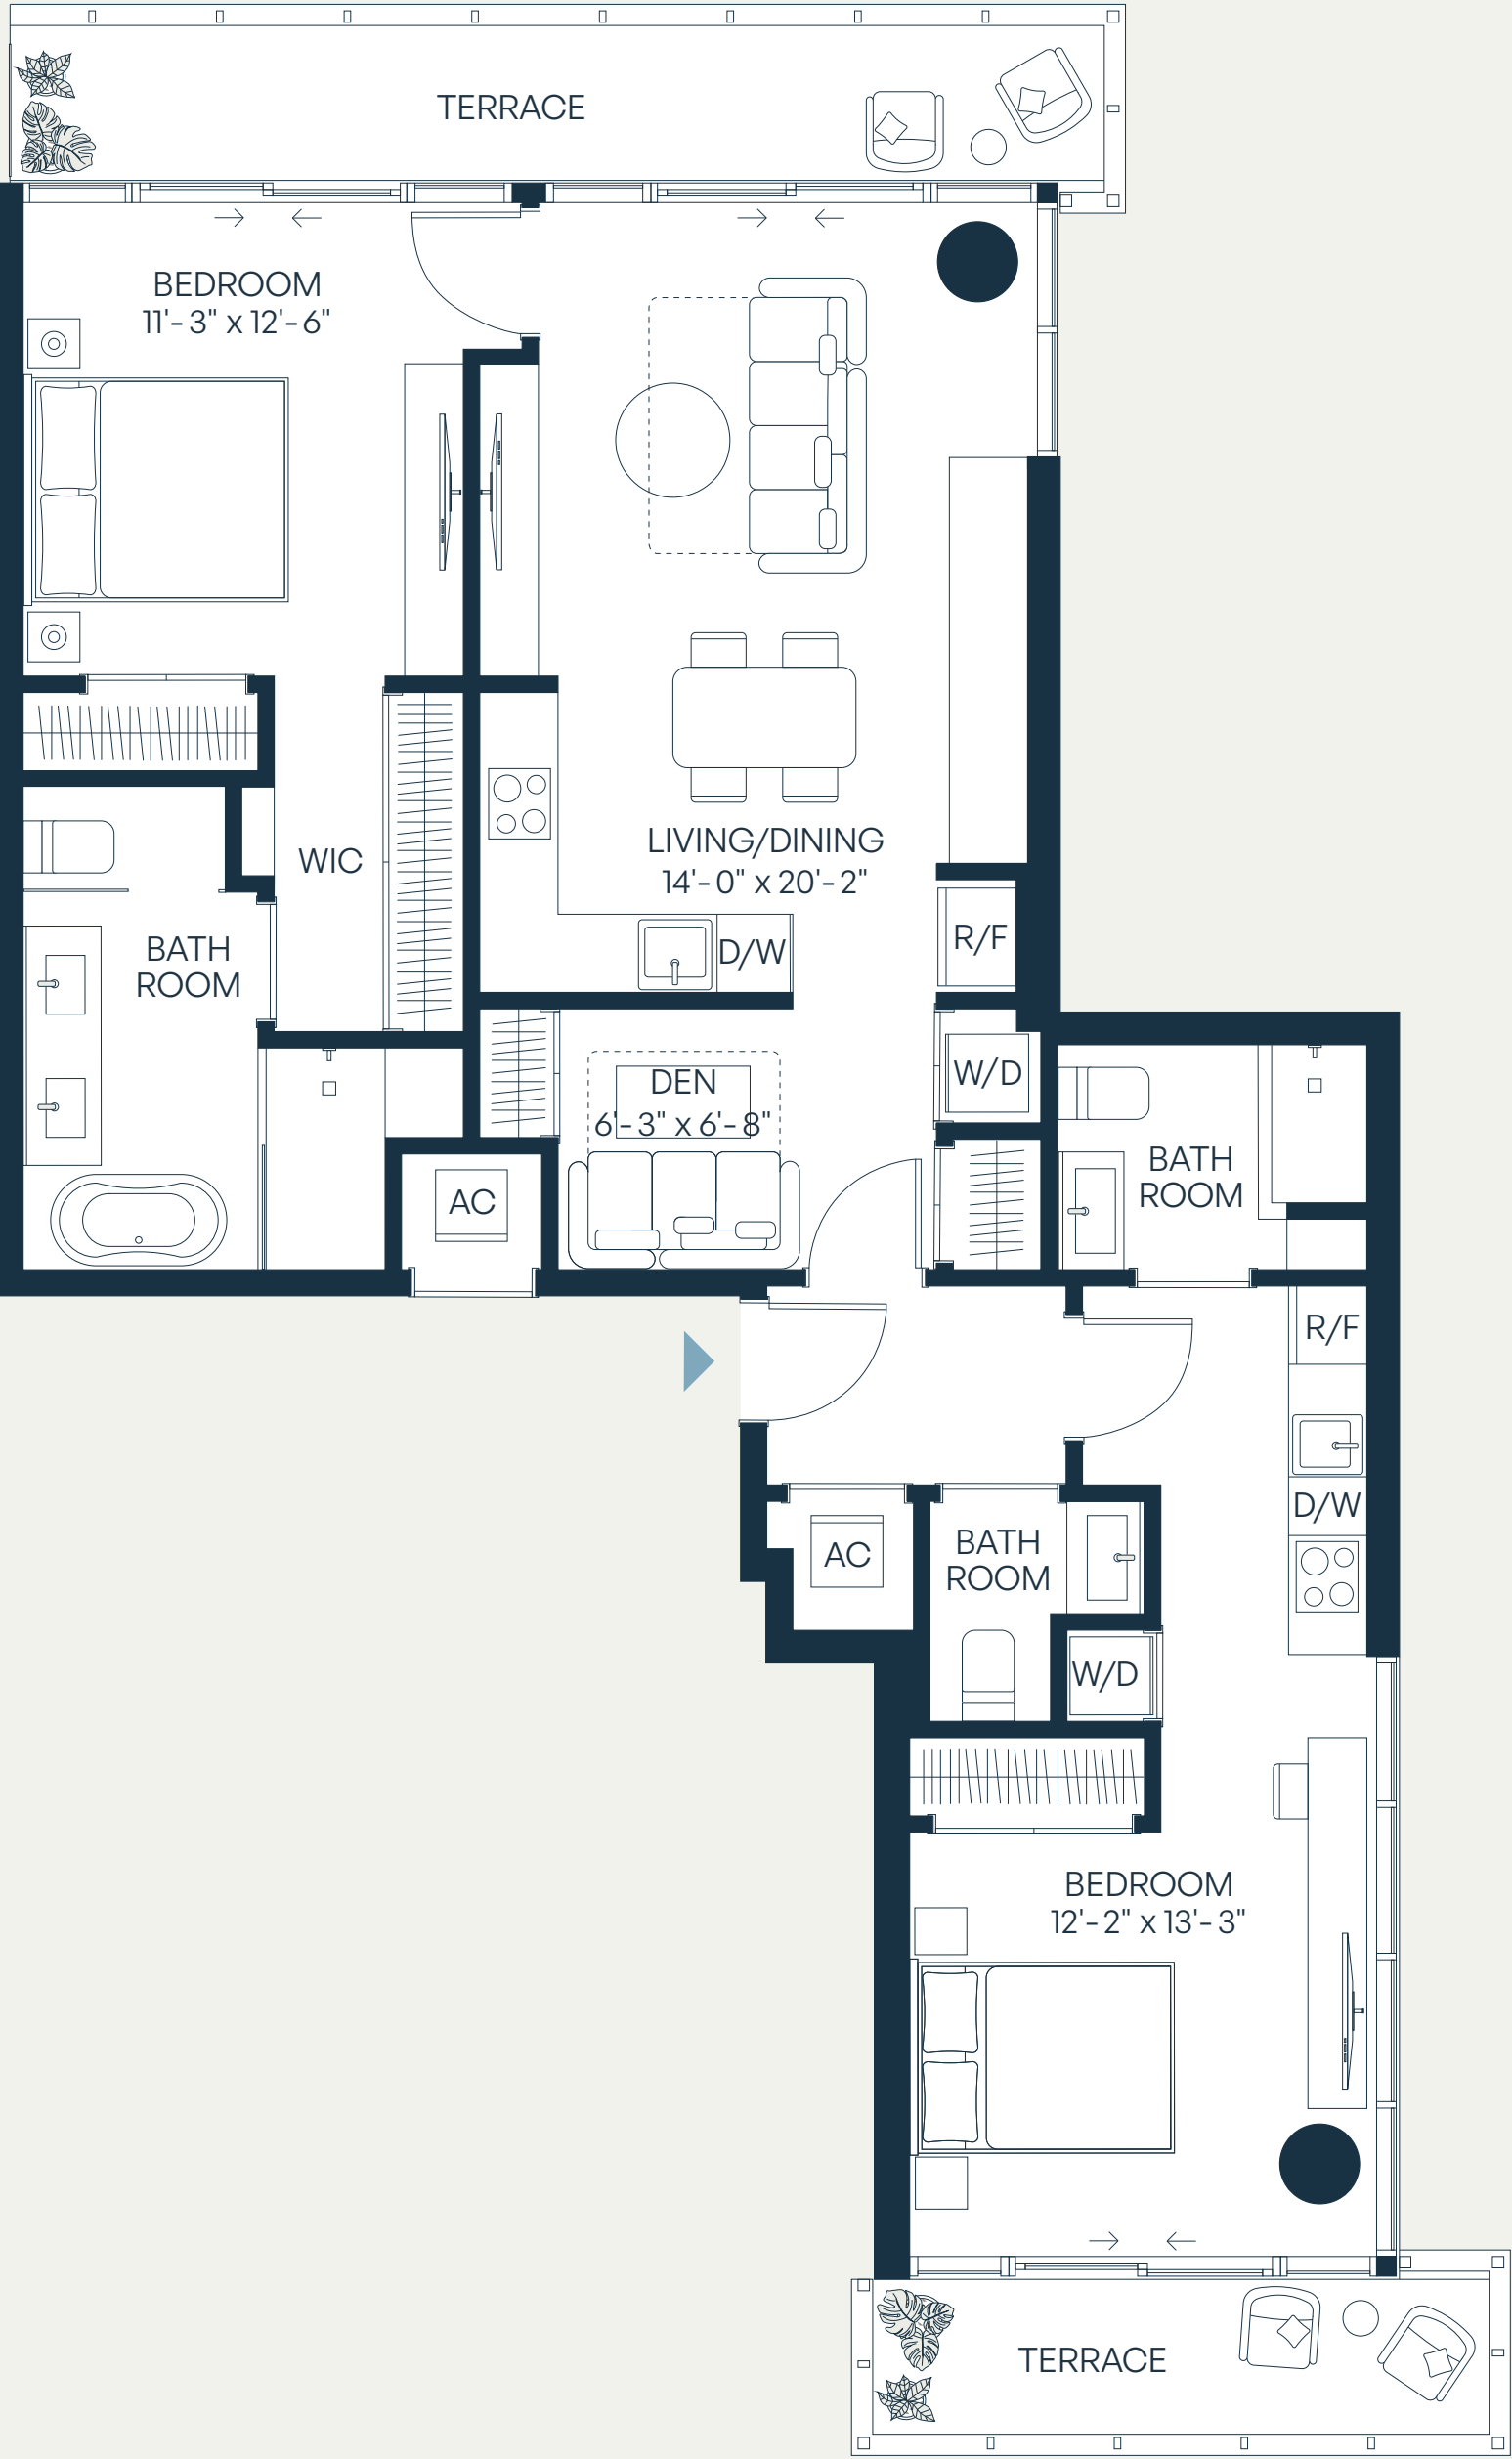 TERRACE
BEDROOM
11'-3" x 12'-6"
WIC
LIVING/DINING
14'-0" x 20'-2"
R/F
D/W
BATH
ROOM
DEN
6'-3" x 6'-8"
W/D
AC
BATH
ROOM
R/F
D/W
AC
BATH
ROOM
W/D
BEDROOM
12'-2" x 13'-3"
TERRACE